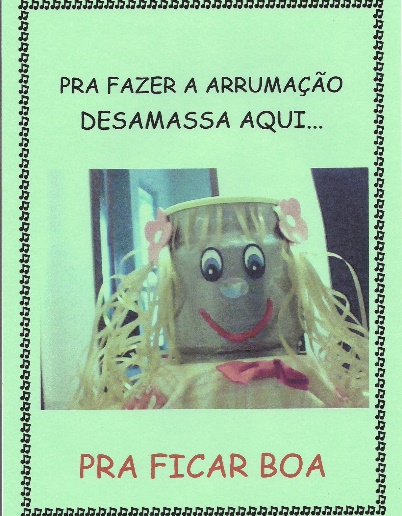 PRA FAZER A ARRUMAÇÃO
DESAMASSA AQUI...
PRA FICAR BOA